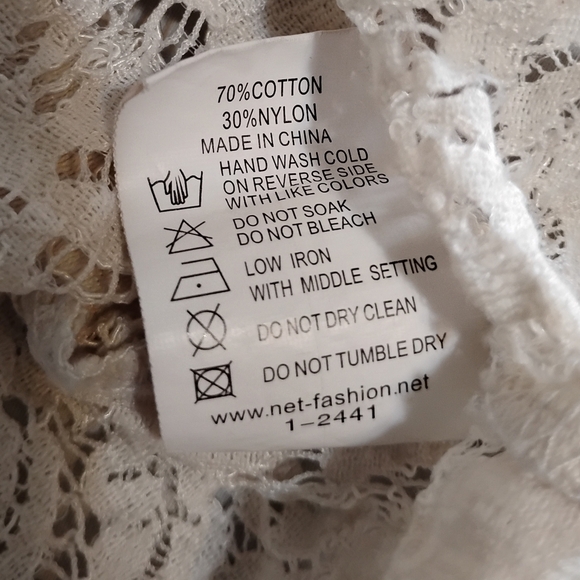 70%COTTON
30%NYLON
MADE IN CHINA
HAND WASH COLD
ON REVERSE SIDE
WITH LIKE COLORS
DO NOT SOAK
DO NOT BLEACH
LOW IRON
WITH MIDDLE SETTING
DO NOT DRY CLEAN
DO NOT TUMBLE DRY
www.net-fashion.net
1-2441